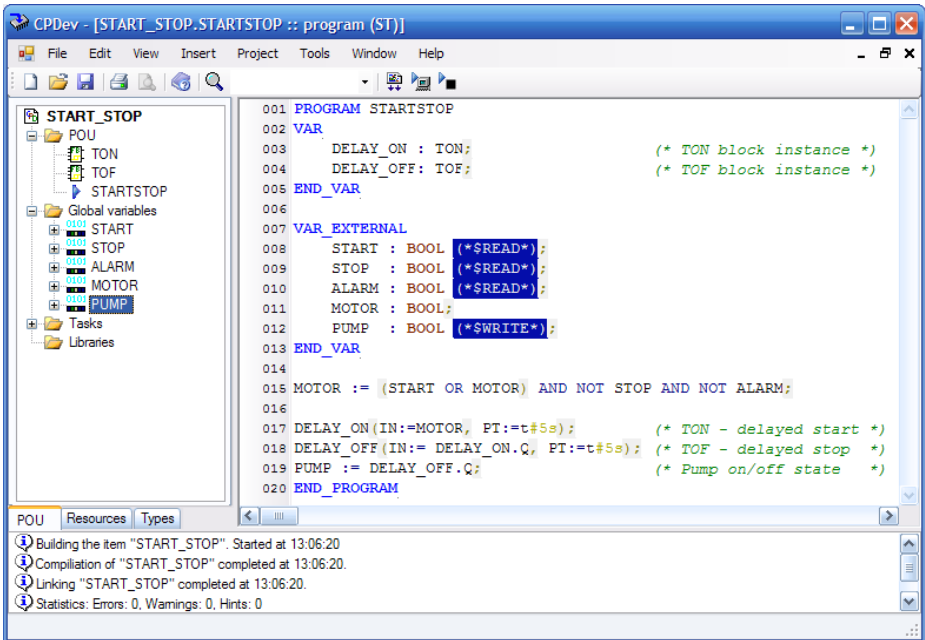 CPDev - [START_STOP.STARTSTOP :: program (ST)]
File Edit View Insert Project Tools Window Help
START_STOP
POU
TON
TOF
STARTSTOP
Global variables
0101 START
0101 STOP
0101 ALARM
0101 MOTOR
0101 PUMP
Tasks
Libraries
POU Resources Types
001 PROGRAM STARTSTOP
002 VAR
003 DELAY_ON : TON; (* TON block instance *)
004 DELAY_OFF: TOF; (* TOF block instance *)
005 END_VAR
006
007 VAR_EXTERNAL
008 START : BOOL (*$READ*);
009 STOP : BOOL (*$READ*);
010 ALARM : BOOL (*$READ*);
011 MOTOR : BOOL;
012 PUMP : BOOL (*$WRITE*);
013 END_VAR
014
015 MOTOR := (START OR MOTOR) AND NOT STOP AND NOT ALARM;
016
017 DELAY_ON(IN:=MOTOR, PT:=t#5s); (* TON - delayed start *)
018 DELAY_OFF(IN:= DELAY_ON.Q, PT:=t#5s); (* TOF - delayed stop *)
019 PUMP := DELAY_OFF.Q; (* Pump on/off state *)
020 END_PROGRAM
Building the item "START_STOP". Started at 13:06:20
Compiliation of "START_STOP" completed at 13:06:20.
Linking "START_STOP" completed at 13:06:20.
Statistics: Errors: 0, Warnings: 0, Hints: 0